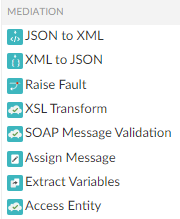 MEDIATION
JSON to XML
XML to JSON
Raise Fault
XSL Transform
SOAP Message Validation
Assign Message
Extract Variables
Access Entity